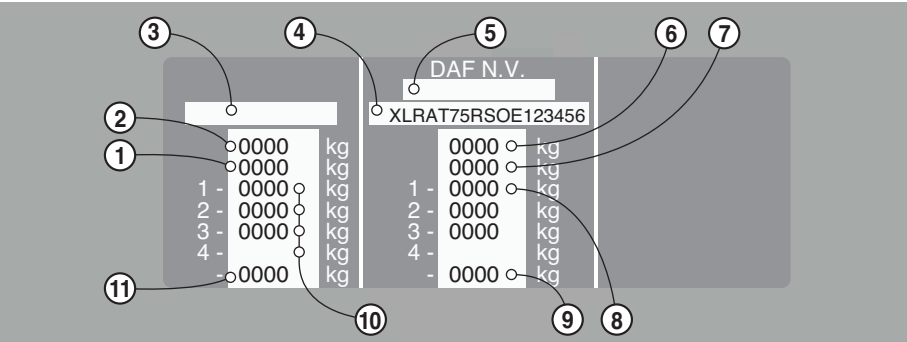 3 4 5 6 7
DAF N.V.
XLRAT75RSOE123456
2 0000 kg 0000 kg
1 0000 kg 0000 kg
1 - 0000 kg 1 - 0000 kg
2 - 0000 kg 2 - 0000 kg
3 - 0000 kg 3 - 0000 kg
4 - kg 4 - kg
- 0000 kg - 0000 kg
11 10 9 8